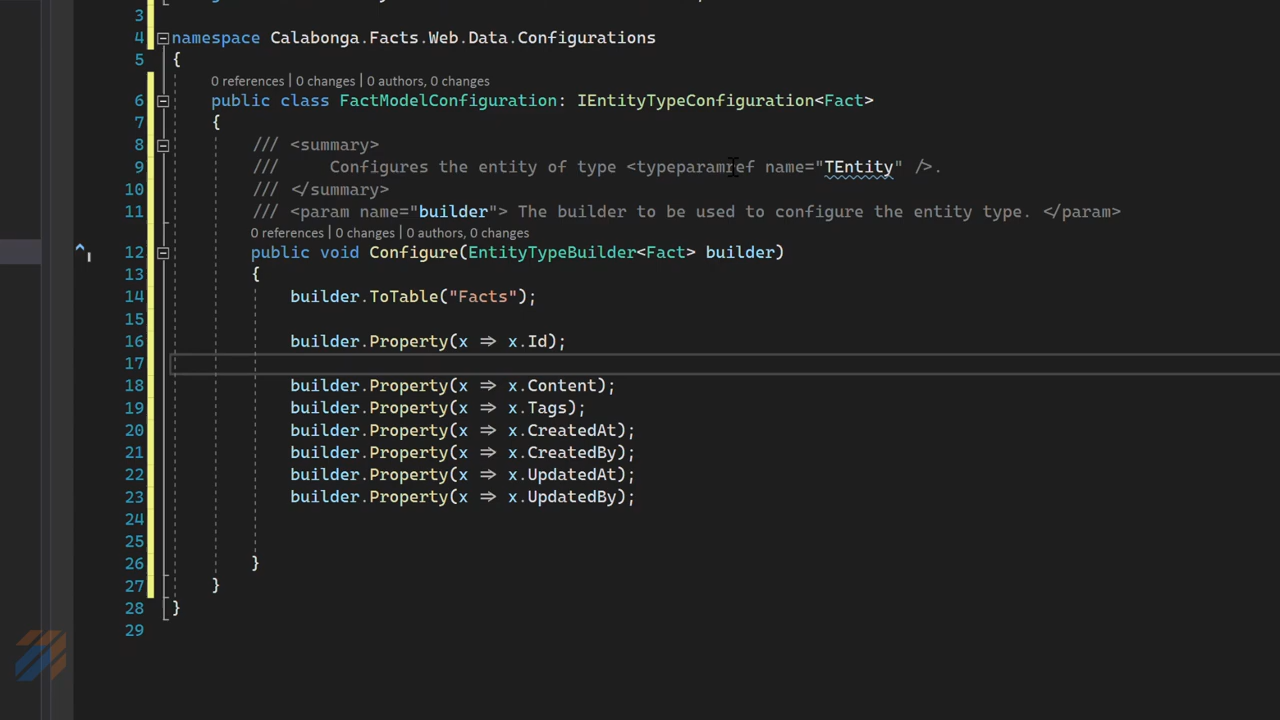 3
4 namespace Calabonga.Facts.Web.Data.Configurations
5 {
0 references | 0 changes | 0 authors, 0 changes
6 public class FactModelConfiguration: IEntityTypeConfiguration<Fact>
7 {
8 /// <summary>
9 /// Configures the entity of type <typeparamref name="TEntity" />.
10 /// </summary>
11 /// <param name="builder"> The builder to be used to configure the entity type. </param>
0 references | 0 changes | 0 authors, 0 changes
12 public void Configure(EntityTypeBuilder<Fact> builder)
13 {
14 builder.ToTable("Facts");
15
16 builder.Property(x => x.Id);
17
18 builder.Property(x => x.Content);
19 builder.Property(x => x.Tags);
20 builder.Property(x => x.CreatedAt);
21 builder.Property(x => x.CreatedBy);
22 builder.Property(x => x.UpdatedAt);
23 builder.Property(x => x.UpdatedBy);
24
25
26 }
27 }
28 }
29